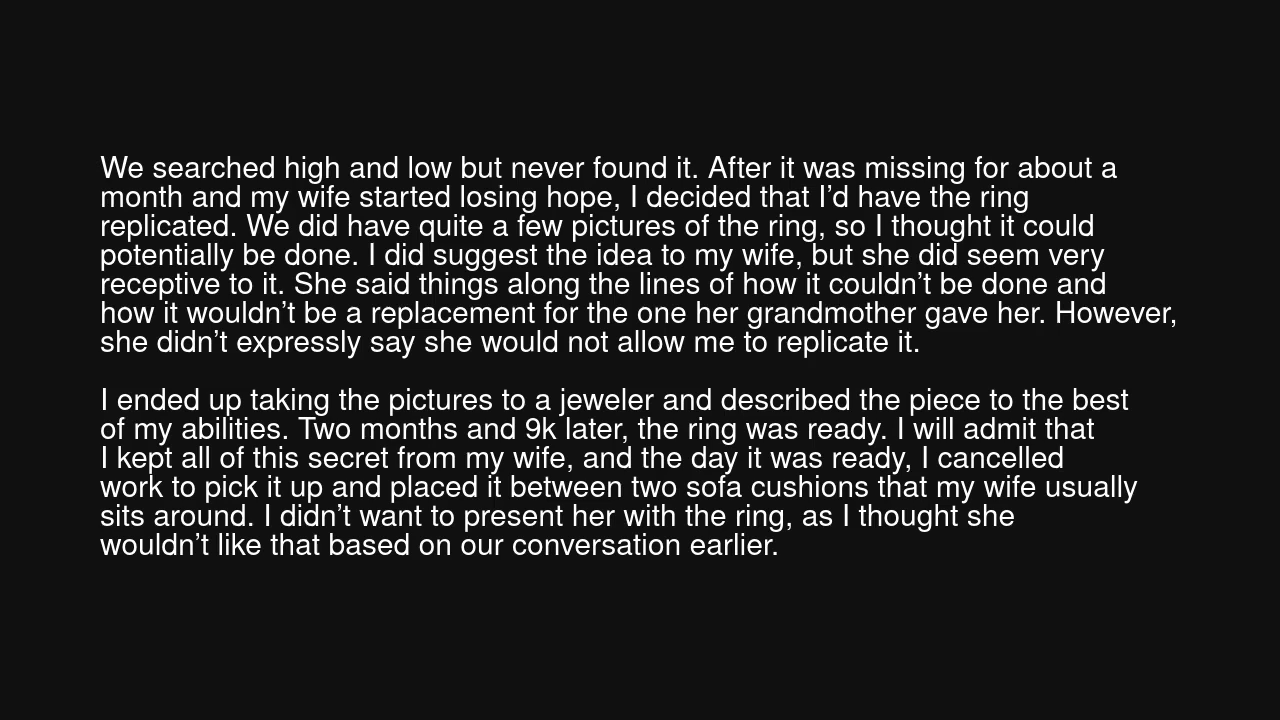 We searched high and low but never found it. After it was missing for about a
month and my wife started losing hope, I decided that I’d have the ring
replicated. We did have quite a few pictures of the ring, so I thought it could
potentially be done. I did suggest the idea to my wife, but she did seem very
receptive to it. She said things along the lines of how it couldn’t be done and
how it wouldn’t be a replacement for the one her grandmother gave her. However,
she didn’t expressly say she would not allow me to replicate it.
I ended up taking the pictures to a jeweler and described the piece to the best
of my abilities. Two months and 9k later, the ring was ready. I will admit that
I kept all of this secret from my wife, and the day it was ready, I cancelled
work to pick it up and placed it between two sofa cushions that my wife usually
sits around. I didn’t want to present her with the ring, as I thought she
wouldn’t like that based on our conversation earlier.